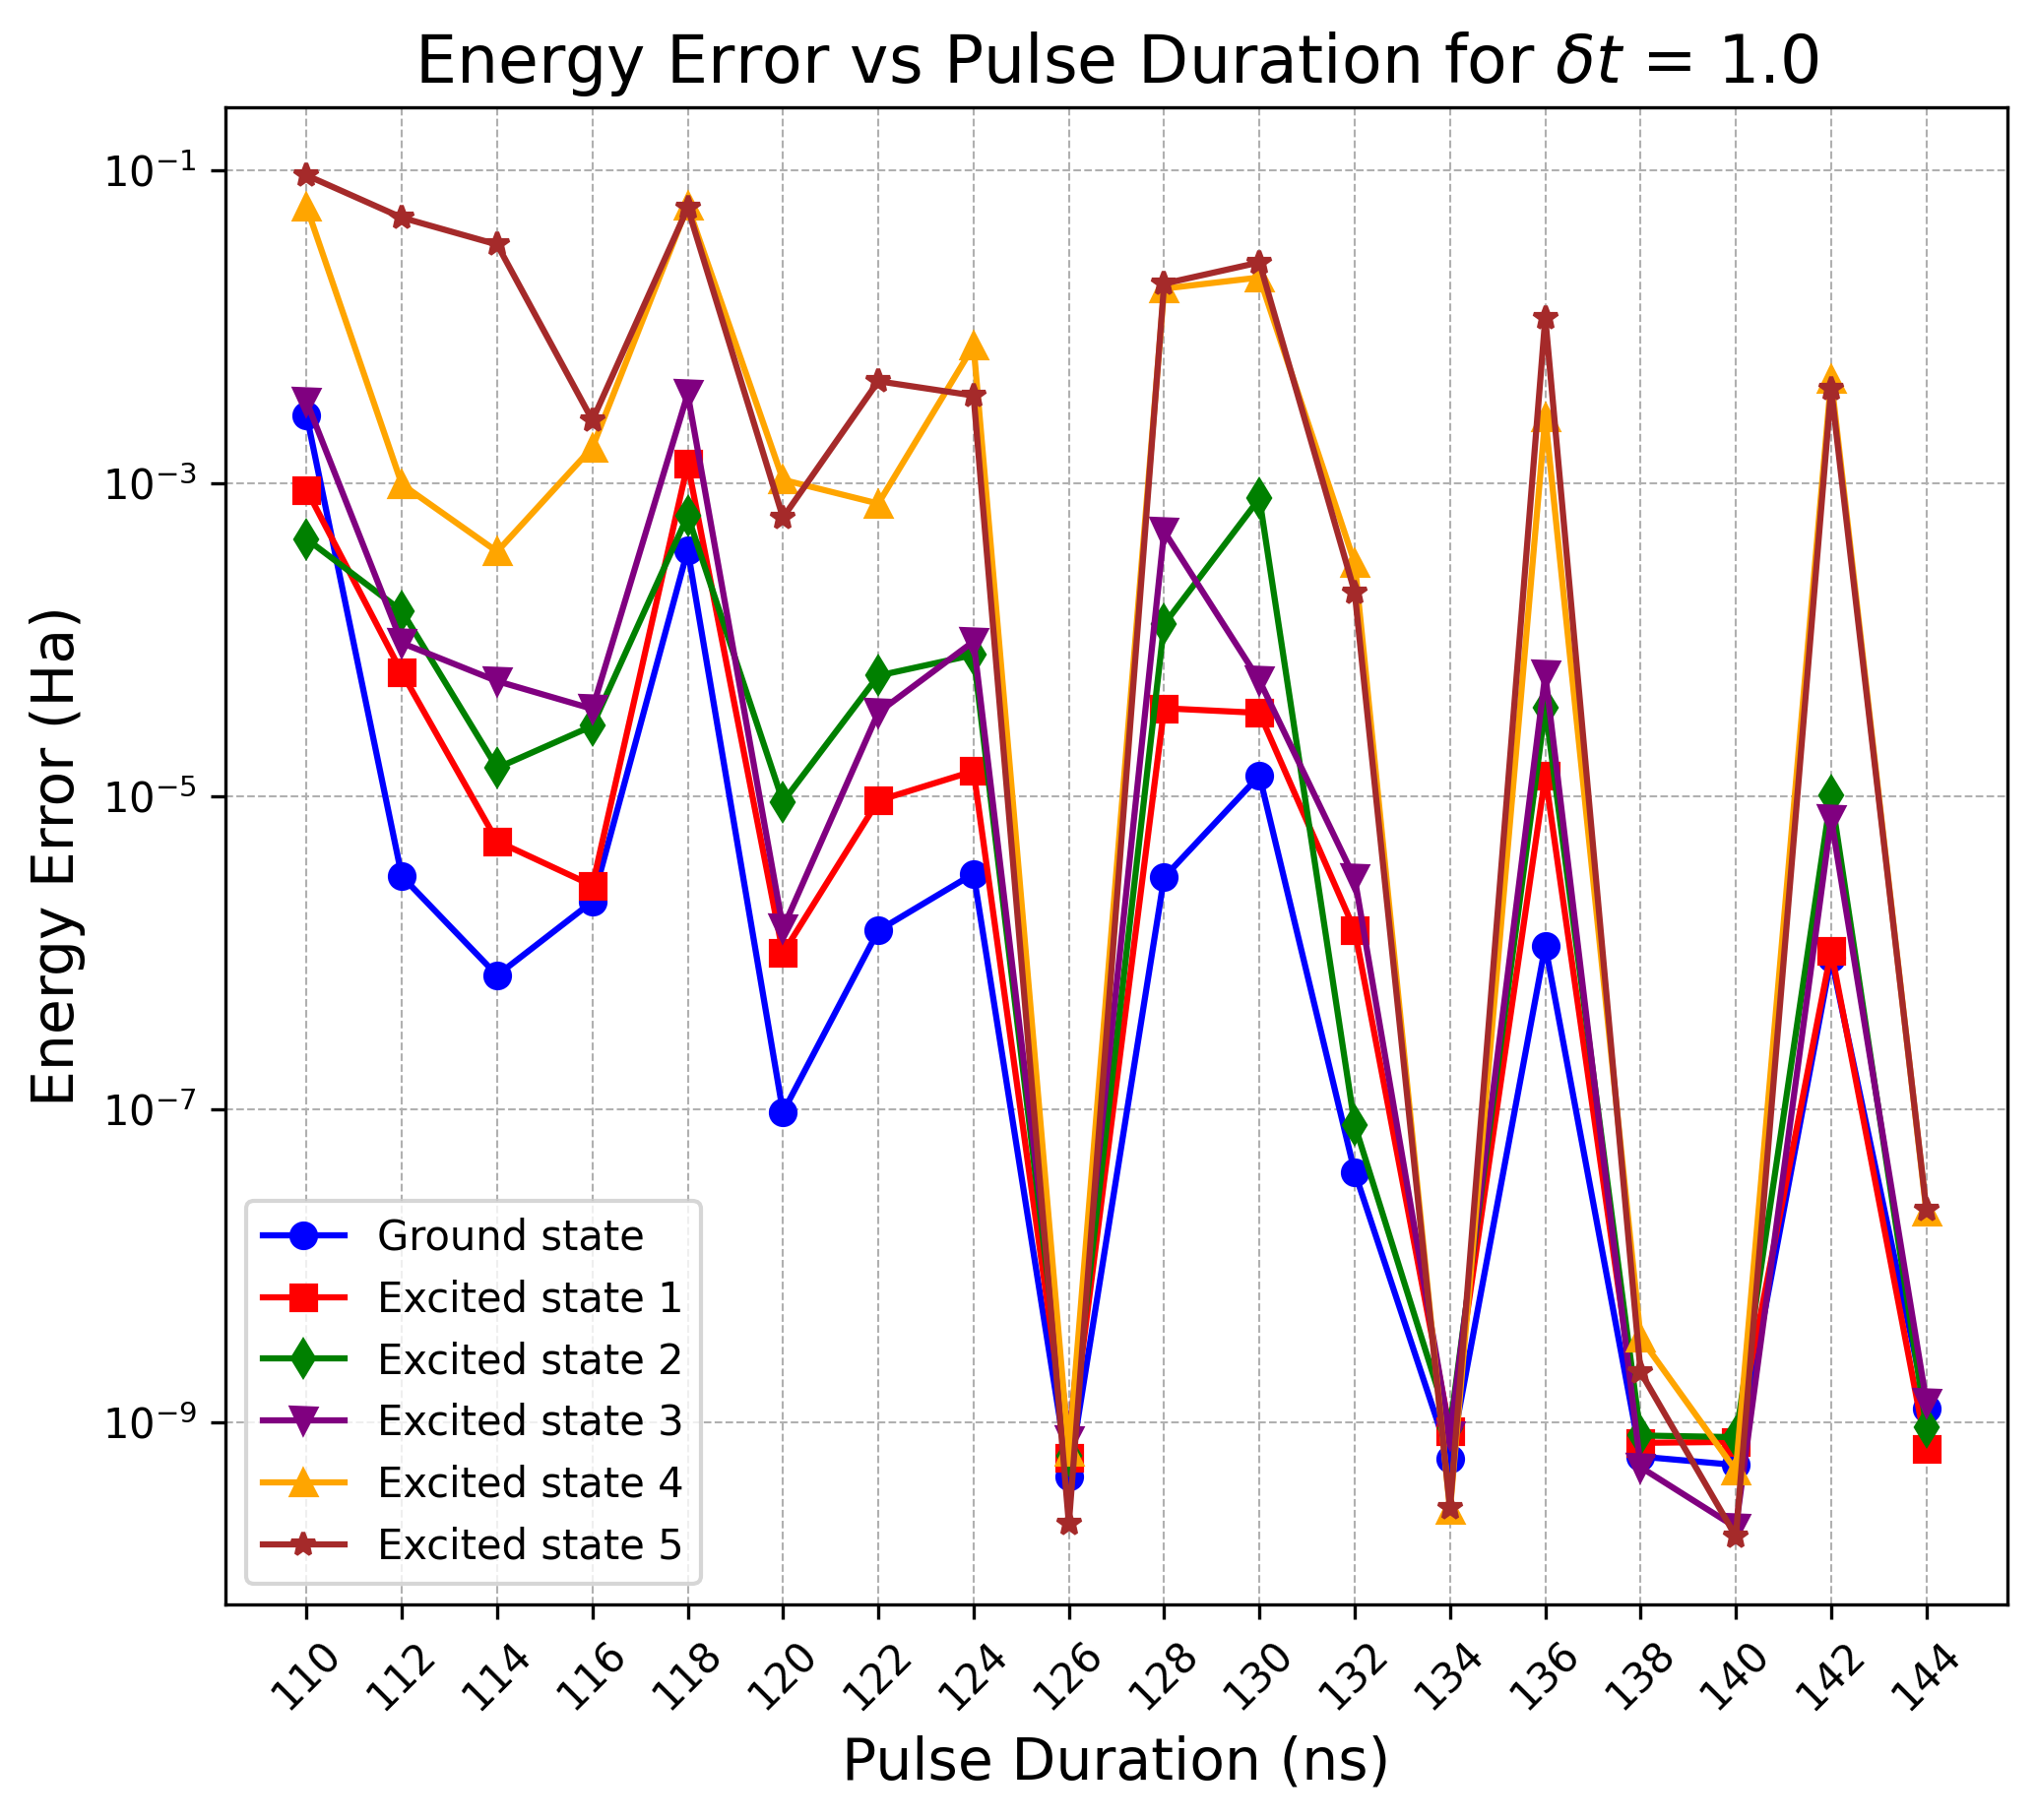 Energy Error vs Pulse Duration for δt = 1.0
Energy Error (Ha)
10⁻¹
10⁻³
10⁻⁵
10⁻⁷
10⁻⁹
Ground state
Excited state 1
Excited state 2
Excited state 3
Excited state 4
Excited state 5
110 112 114 116 118 120 122 124 126 128 130 132 134 136 138 140 142 144
Pulse Duration (ns)